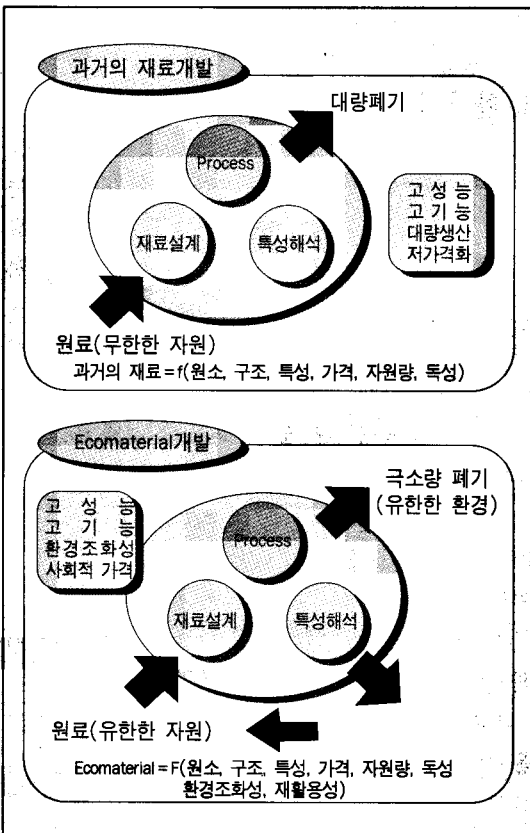 과거의 재료개발
대량폐기
Process
재료설계
특성해석
고 성 능
고 기 능
대량생산
저가격화
원료(무한한 자원)
과거의 재료=f(원소, 구조, 특성, 가격, 자원량, 독성)
Ecomaterial개발
고 성 능
고 기 능
환경조화성
사회적 가격
극소량 폐기
(유한한 환경)
Process
재료설계
특성해석
원료(유한한 자원)
Ecomaterial=F(원소, 구조, 특성, 가격, 자원량, 독성
환경조화성, 재활용성)